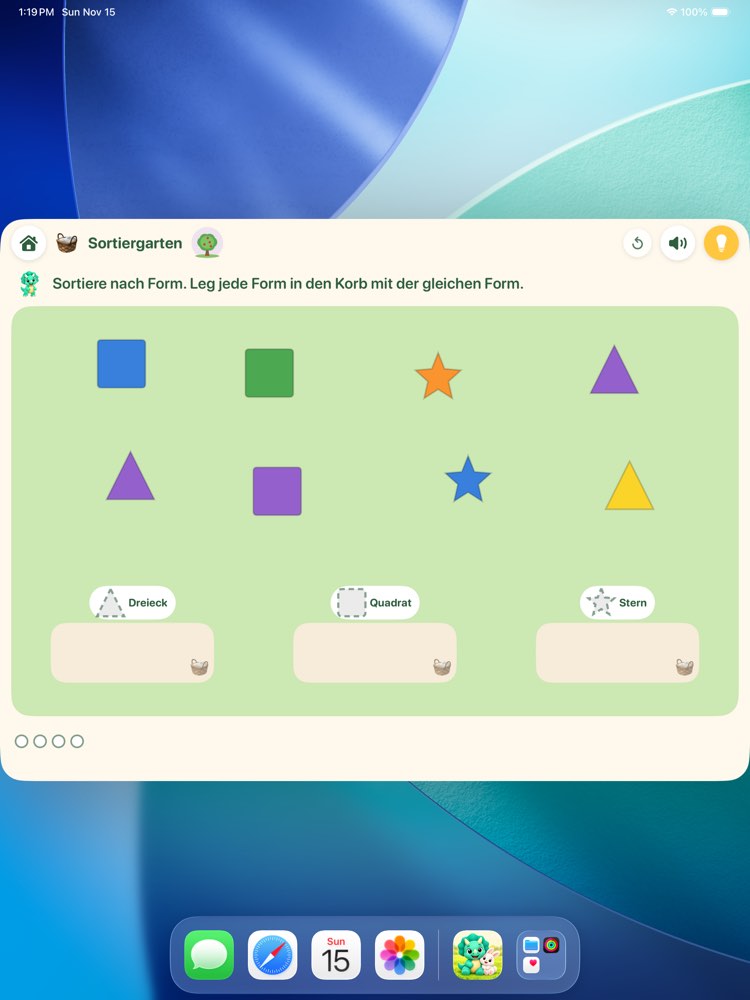 1:19 PM Sun Nov 15
100%
Sortiergarten
Sortiere nach Form. Leg jede Form in den Korb mit der gleichen Form.
Dreieck
Quadrat
Stern
Sun
15